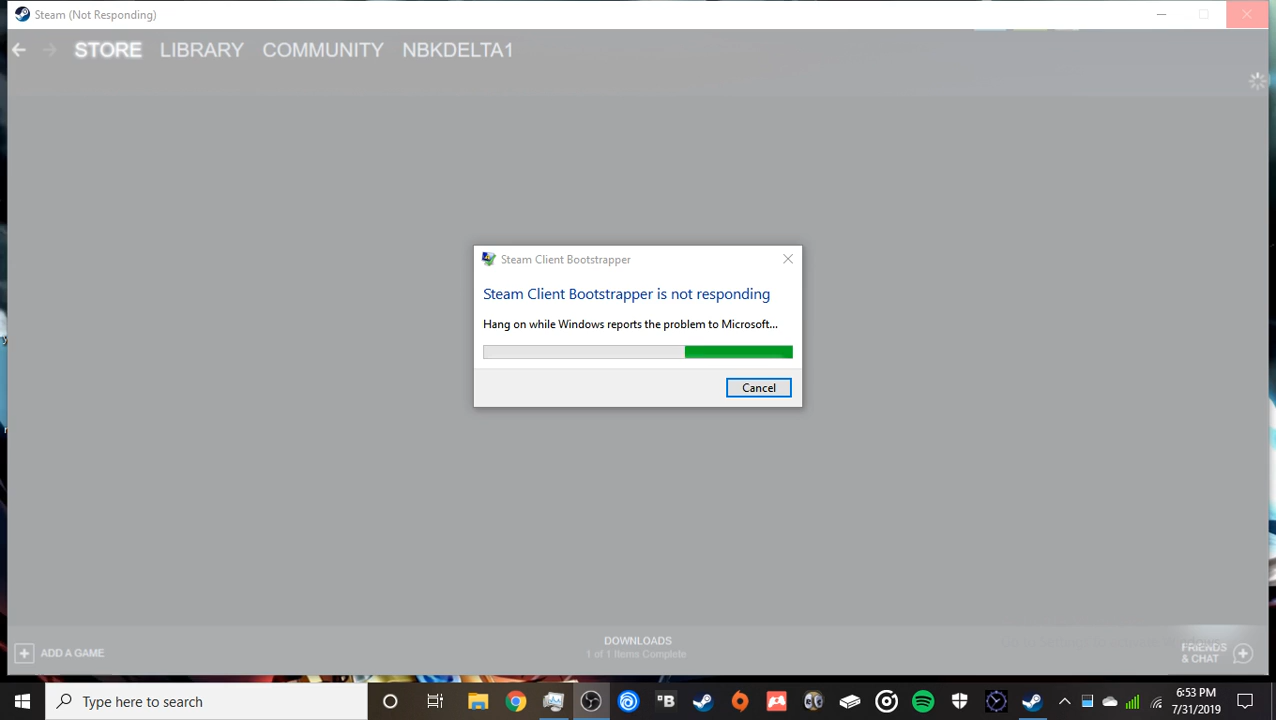 Steam (Not Responding)
STORE LIBRARY COMMUNITY NBKDELTA1
Steam Client Bootstrapper
Steam Client Bootstrapper is not responding
Hang on while Windows reports the problem to Microsoft...
Cancel
DOWNLOADS
1 of 1 Items Complete
ADD A GAME
FRIENDS
& CHAT
Type here to search
B
6:53 PM
7/31/2019